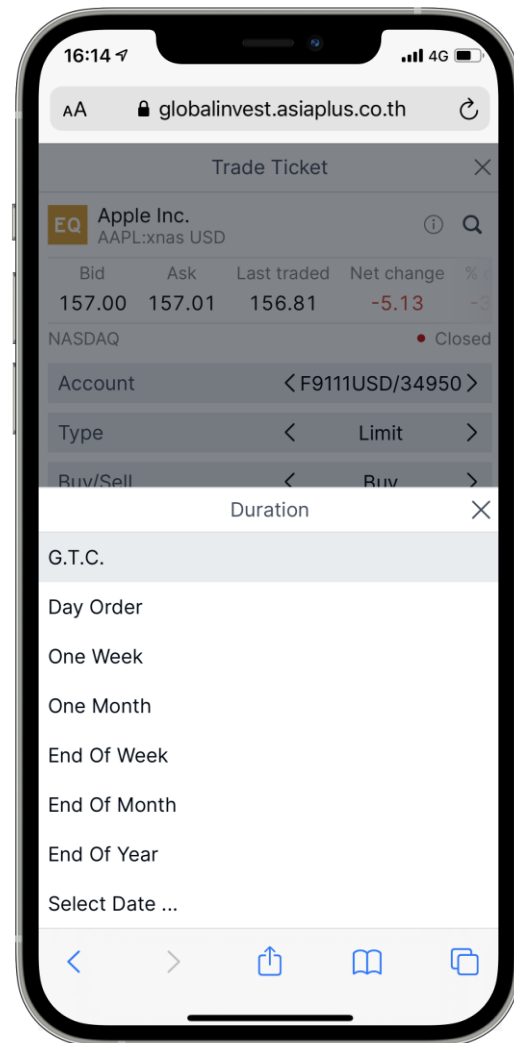 16:14 4G
AA globalinvest.asiaplus.co.th
Trade Ticket
EQ Apple Inc.
AAPL:xnas USD
Bid Ask Last traded Net change %
157.00 157.01 156.81 -5.13 -3
NASDAQ Closed
Account F9111USD/34950
Type Limit
Buy/Sell Buy
Duration
G.T.C.
Day Order
One Week
One Month
End Of Week
End Of Month
End Of Year
Select Date ...